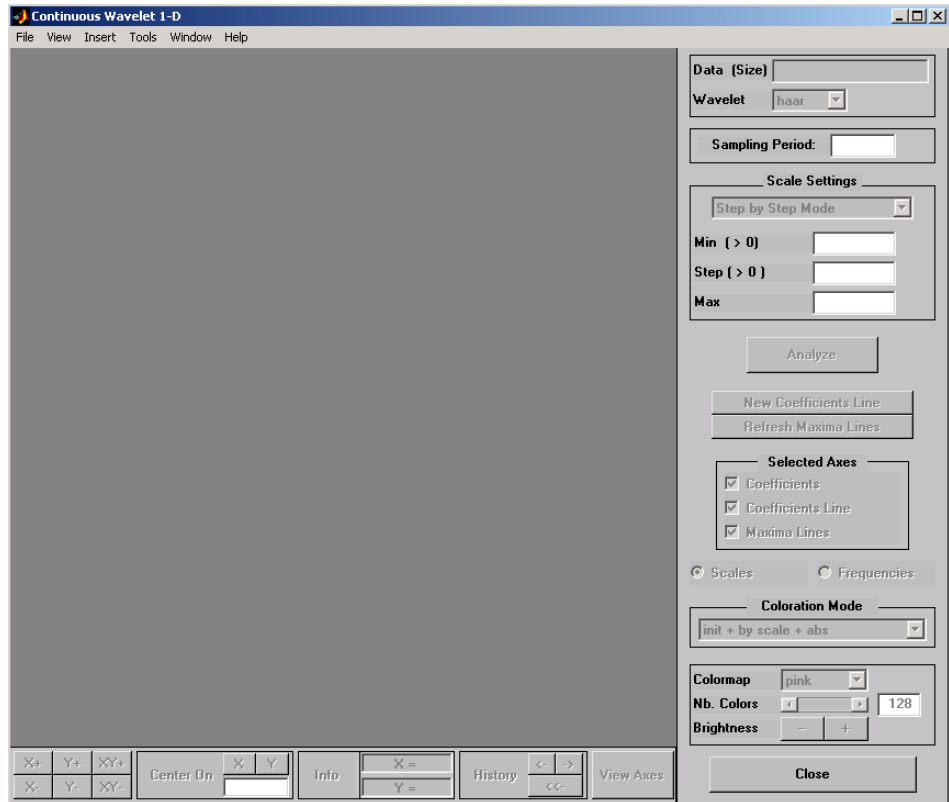 Continuous Wavelet 1-D
File View Insert Tools Window Help
Data (Size)
Wavelet haar
Sampling Period:
Scale Settings
Step by Step Mode
Min ( > 0)
Step ( > 0 )
Max
Analyze
New Coefficients Line
Refresh Maxima Lines
Selected Axes
Coefficients
Coefficients Line
Maxima Lines
Scales Frequencies
Coloration Mode
init + by scale + abs
Colormap pink
Nb. Colors 128
Brightness - +
X+ Y+ XY+ Center On X Y Info X = History <- -> View Axes
X- Y- XY- Y = <<-
Close